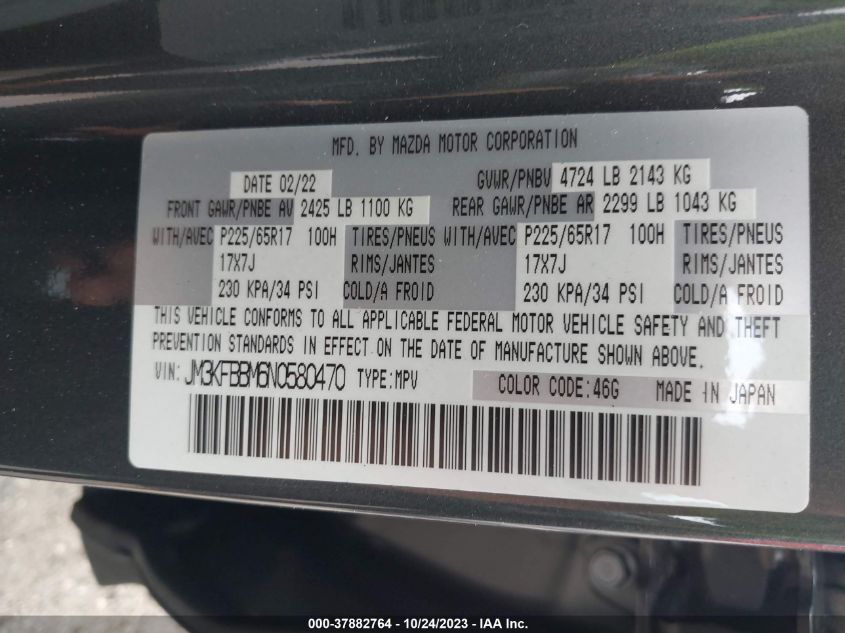 MFD. BY MAZDA MOTOR CORPORATION
DATE 02/22 GVWR/PNBV 4724 LB 2143 KG
FRONT GAWR/PNBE AV 2425 LB 1100 KG REAR GAWR/PNBE AR 2299 LB 1043 KG
WITH/AVEC P225/65R17 100H TIRES/PNEUS WITH/AVEC P225/65R17 100H TIRES/PNEUS
17X7J RIMS/JANTES 17X7J RIMS/JANTES
230 KPA/34 PSI COLD/A FROID 230 KPA/34 PSI COLD/A FROID
THIS VEHICLE CONFORMS TO ALL APPLICABLE FEDERAL MOTOR VEHICLE SAFETY AND THEFT
PREVENTION STANDARDS IN EFFECT ON THE DATE OF MANUFACTURE SHOWN ABOVE.
VIN: JM3KFBBM6N0580470 TYPE:MPV COLOR CODE:46G MADE IN JAPAN
000-37882764 - 10/24/2023 - IAA Inc.